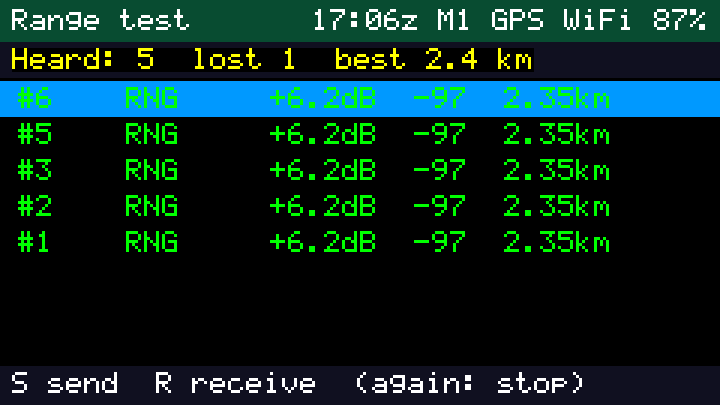 Range test 17:06z M1 GPS WiFi 87%
Heard: 5 lost 1 best 2.4 km
#6 RNG +6.2dB -97 2.35km
#5 RNG +6.2dB -97 2.35km
#3 RNG +6.2dB -97 2.35km
#2 RNG +6.2dB -97 2.35km
#1 RNG +6.2dB -97 2.35km
S send R receive (again: stop)